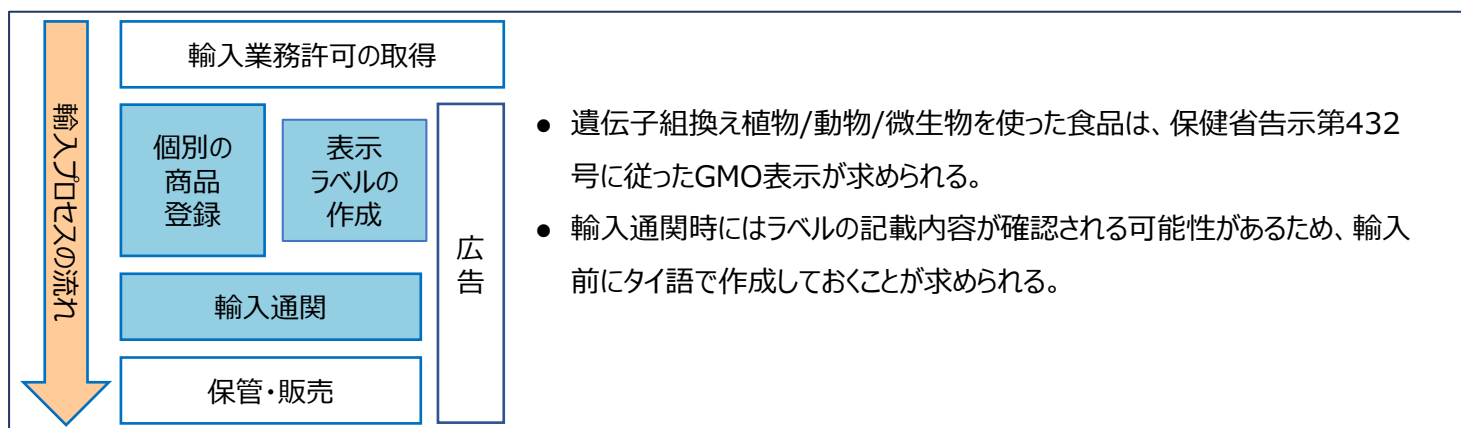 輸入プロセスの流れ
輸入業務許可の取得
個別の
商品
登録
表示
ラベルの
作成
広告
輸入通関
保管・販売
● 遺伝子組換え植物/動物/微生物を使った食品は、保健省告示第432
号に従ったGMO表示が求められる。
● 輸入通関時にはラベルの記載内容が確認される可能性があるため、輸入
前にタイ語で作成しておくことが求められる。